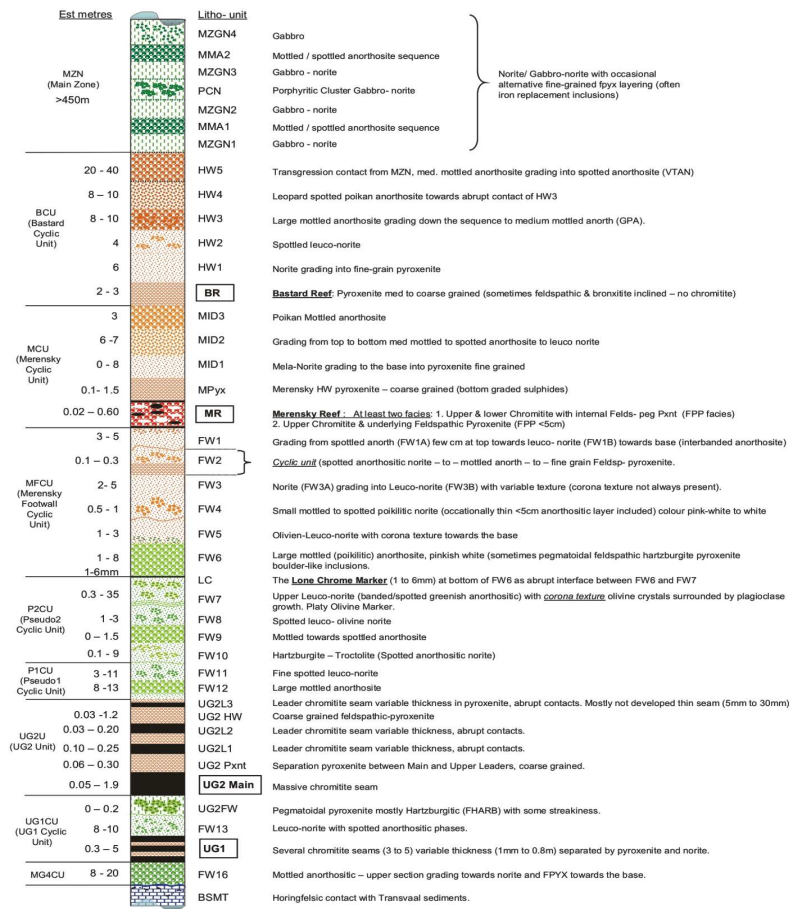 Est metres Litho- unit
MZN
(Main Zone)
>450m
MZGN4 Gabbro
MMA2 Mottled / spottled anorthosite sequence
MZGN3 Gabbro - norite
PCN Porphyritic Cluster Gabbro- norite
MZGN2 Gabbro - norite
MMA1 Mottled / spottled anorthosite sequence
MZGN1 Gabbro - norite
Norite/ Gabbro-norite with occasional
alternative fine-grained fpyx layering (often
iron replacement inclusions)
BCU
(Bastard
Cyclic
Unit)
20 - 40 HW5 Transgression contact from MZN, med. mottled anorthosite grading into spotted anorthosite (VTAN)
8 – 10 HW4 Leopard spotted poikan anorthosite towards abrupt contact of HW3
8 - 10 HW3 Large mottled anorthosite grading down the sequence to medium mottled anorth (GPA).
4 HW2 Spottled leuco-norite
6 HW1 Norite grading into fine-grain pyroxenite
2 - 3 BR Bastard Reef: Pyroxenite med to coarse grained (sometimes feldspathic & bronxitite inclined – no chromitite)
MCU
(Merensky
Cyclic
Unit)
3 MID3 Poikan Mottled anorthosite
6 -7 MID2 Grading from top to bottom med mottled to spotted anorthosite to leuco norite
0 - 8 MID1 Mela-Norite grading to the base into pyroxenite fine grained
0.1- 1.5 MPyx Merensky HW pyroxenite – coarse grained (bottom graded sulphides)
0.02 – 0.60 MR Merensky Reef : At least two facies: 1. Upper & lower Chromitite with internal Felds- peg Pxnt (FPP facies)
2. Upper Chromitite & underlying Feldspathic Pyroxenite (FPP <5cm)
MFCU
(Merensky
Footwall
Cyclic
Unit)
3 - 5 FW1 Grading from spotted anorth (FW1A) few cm at top towards leuco- norite (FW1B) towards base (interbanded anorthosite)
0.1 – 0.3 FW2 Cyclic unit (spotted anorthositic norite – to – mottled anorth – to – fine grain Feldsp- pyroxenite.
2- 5 FW3 Norite (FW3A) grading into Leuco-norite (FW3B) with variable texture (corona texture not always present).
0.5 - 1 FW4 Small mottled to spotted poikilitic norite (occationally thin <5cm anorthositic layer included) colour pink-white to white
1 - 3 FW5 Olivien-Leuco-norite with corona texture towards the base
1 - 8 FW6 Large mottled (poikilitic) anorthosite, pinkish white (sometimes pegmatoidal feldspathic hartzburgite pyroxenite
boulder-like inclusions.
1-6mm LC The Lone Chrome Marker (1 to 6mm) at bottom of FW6 as abrupt interface between FW6 and FW7
P2CU
(Pseudo2
Cyclic Unit)
0.3 - 35 FW7 Upper Leuco-norite (banded/spotted greenish anorthositic) with corona texture olivine crystals surrounded by plagioclase
growth. Platy Olivine Marker.
1 -3 FW8 Spotted leuco- olivine norite
0 – 1.5 FW9 Mottled towards spottled anorthosite
0.1 - 9 FW10 Hartzburgite – Troctolite (Spotted anorthositic norite)
P1CU
(Pseudo1
Cyclic Unit)
3 -11 FW11 Fine spotted leuco-norite
8 -13 FW12 Large mottled anorthosite
UG2U
(UG2 Unit)
UG2L3 Leader chromitite seam variable thickness in pyroxenite, abrupt contacts. Mostly not developed thin seam (5mm to 30mm)
0.03 -1.2 UG2 HW Coarse grained feldspathic-pyroxenite
0.03 – 0.20 UG2L2 Leader chromitite seam variable thickness, abrupt contacts.
0.10 – 0.25 UG2L1 Leader chromitite seam variable thickness, abrupt contacts.
0.06 – 0.30 UG2 Pxnt Separation pyroxenite between Main and Upper Leaders, coarse grained.
0.05 – 1.9 UG2 Main Massive chromitite seam
UG1CU
(UG1 Cyclic
Unit)
0 – 0.2 UG2FW Pegmatoidal pyroxenite mostly Hartzburgitic (FHARB) with some streakiness.
8 -10 FW13 Leuco-norite with spotted anorthositic phases.
0.3 – 5 UG1 Several chromitite seams (3 to 5) variable thickness (1mm to 0.8m) separated by pyroxenite and norite.
MG4CU 8 - 20 FW16 Mottled anorthositic – upper section grading towards norite and FPYX towards the base.
BSMT Horingfelsic contact with Transvaal sediments.